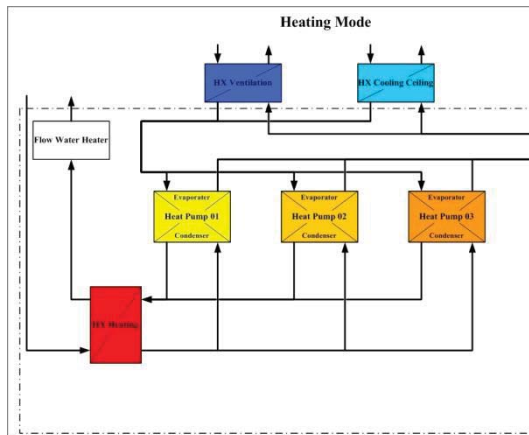 Heating Mode
HX Ventilation
HX Cooling Ceiling
Flow Water Heater
Evaporator
Heat Pump 01
Condenser
Evaporator
Heat Pump 02
Condenser
Evaporator
Heat Pump 03
Condenser
HX Heating